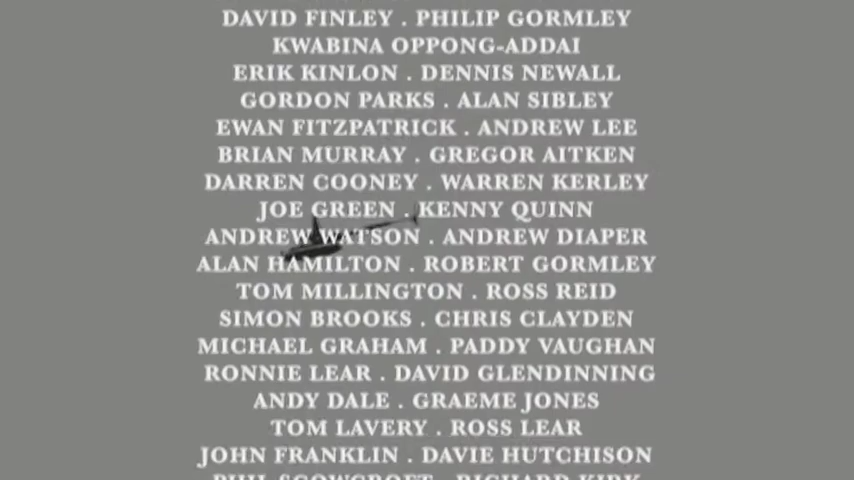 DAVID FINLEY . PHILIP GORMLEY
KWABINA OPPONG-ADDAI
ERIK KINLON . DENNIS NEWALL
GORDON PARKS . ALAN SIBLEY
EWAN FITZPATRICK . ANDREW LEE
BRIAN MURRAY . GREGOR AITKEN
DARREN COONEY . WARREN KERLEY
JOE GREEN . KENNY QUINN
ANDREW WATSON . ANDREW DIAPER
ALAN HAMILTON . ROBERT GORMLEY
TOM MILLINGTON . ROSS REID
SIMON BROOKS . CHRIS CLAYDEN
MICHAEL GRAHAM . PADDY VAUGHAN
RONNIE LEAR . DAVID GLENDINNING
ANDY DALE . GRAEME JONES
TOM LAVERY . ROSS LEAR
JOHN FRANKLIN . DAVIE HUTCHISON
PHIL SCOWCROFT . RICHARD KIRK